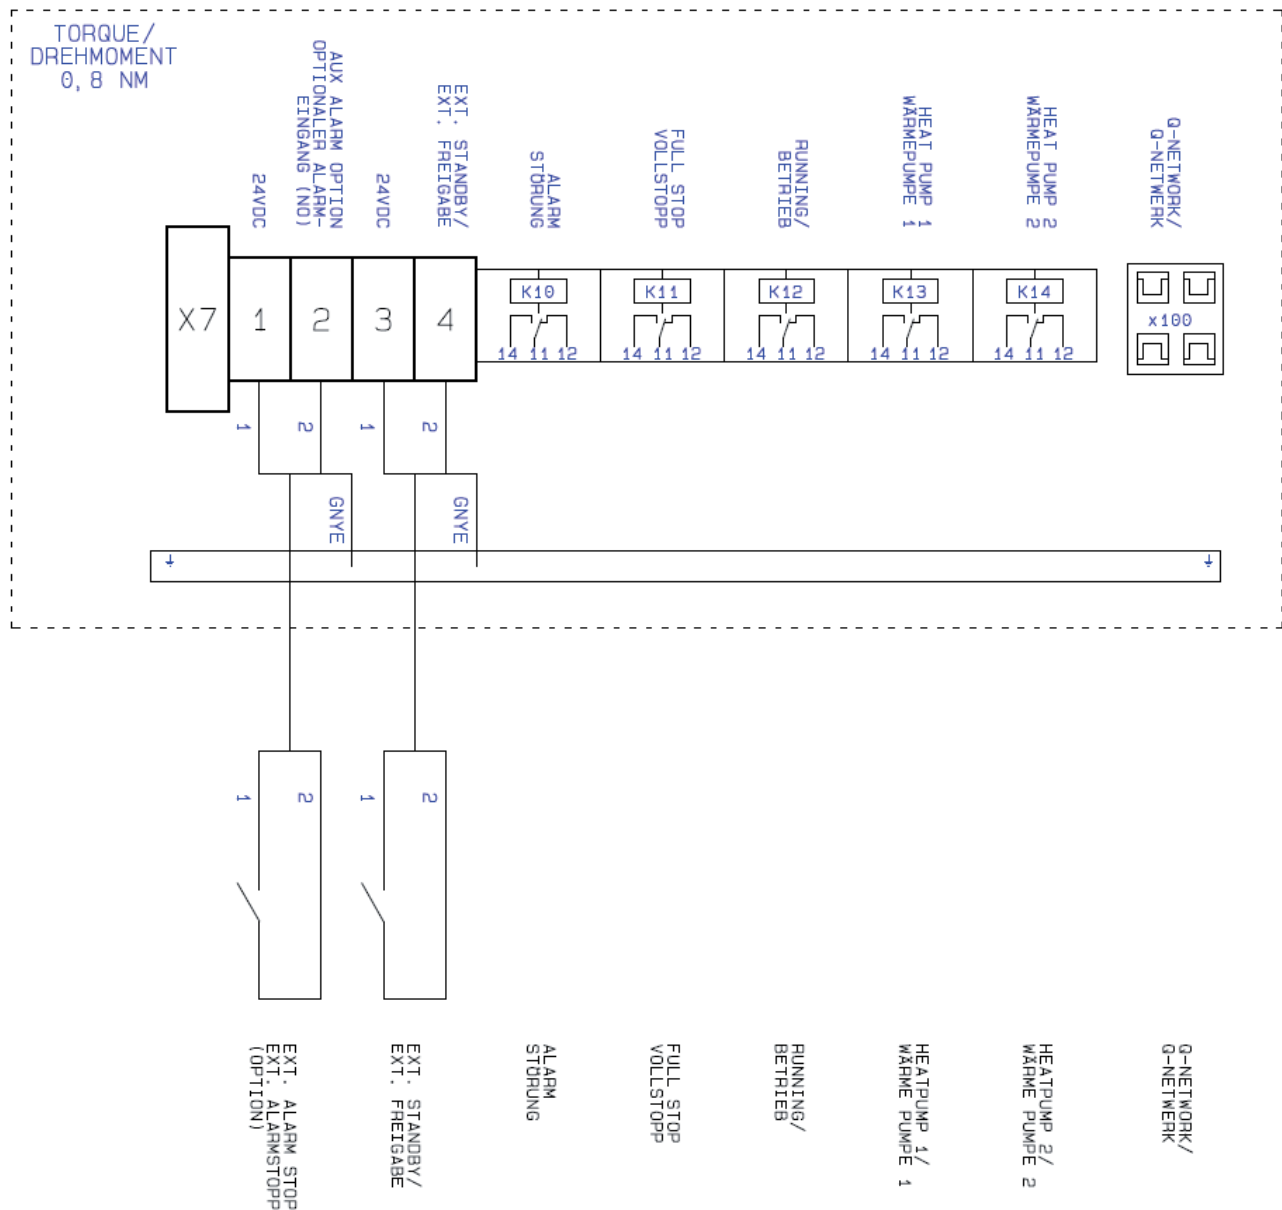 TORQUE/
DREHMOMENT
0,8 NM
24VDC
AUX ALARM OPTION
OPTIONALER ALARM-
EINGANG (NO)
24VDC
EXT. STANDBY/
EXT. FREIGABE
ALARM
STÖRUNG
FULL STOP
VOLLSTOPP
RUNNING/
BETRIEB
HEAT PUMP 1
WÄRMEPUMPE 1
HEAT PUMP 2
WÄRMEPUMPE 2
Q-NETWORK/
Q-NETWERK
X7
1
2
3
4
K10
14 11 12
K11
14 11 12
K12
14 11 12
K13
14 11 12
K14
14 11 12
x100
1
2
1
2
GNYE
GNYE
1
2
1
2
EXT. ALARM STOP
EXT. ALARMSTOPP
(OPTION)
EXT. STANDBY/
EXT. FREIGABE
ALARM
STÖRUNG
FULL STOP
VOLLSTOPP
RUNNING/
BETRIEB
HEATPUMP 1/
WÄRME PUMPE 1
HEATPUMP 2/
WÄRME PUMPE 2
Q-NETWORK/
Q-NETWERK